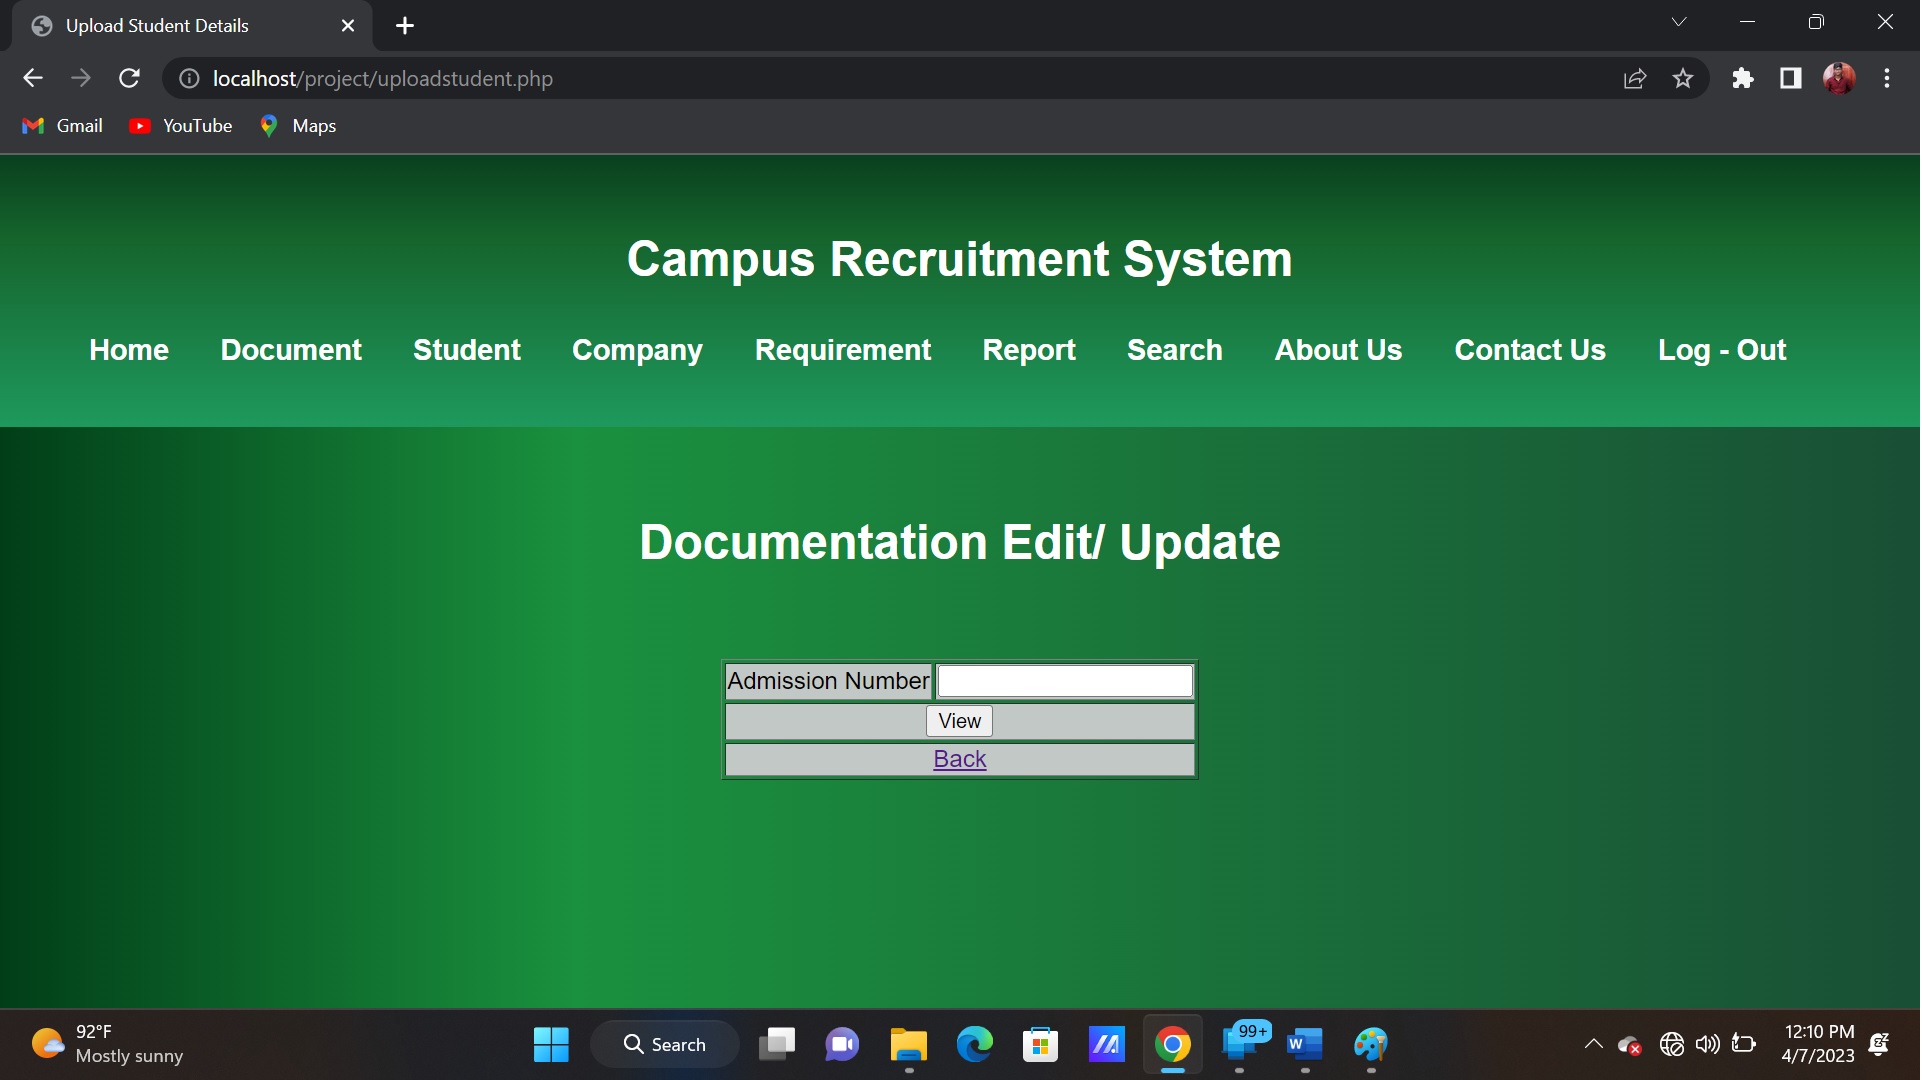 Upload Student Details
localhost/project/uploadstudent.php
Gmail YouTube Maps
Campus Recruitment System
Home Document Student Company Requirement Report Search About Us Contact Us Log - Out
Documentation Edit/ Update
Admission Number
View
Back
92°F
Mostly sunny
Search
99+
W
12:10 PM
4/7/2023